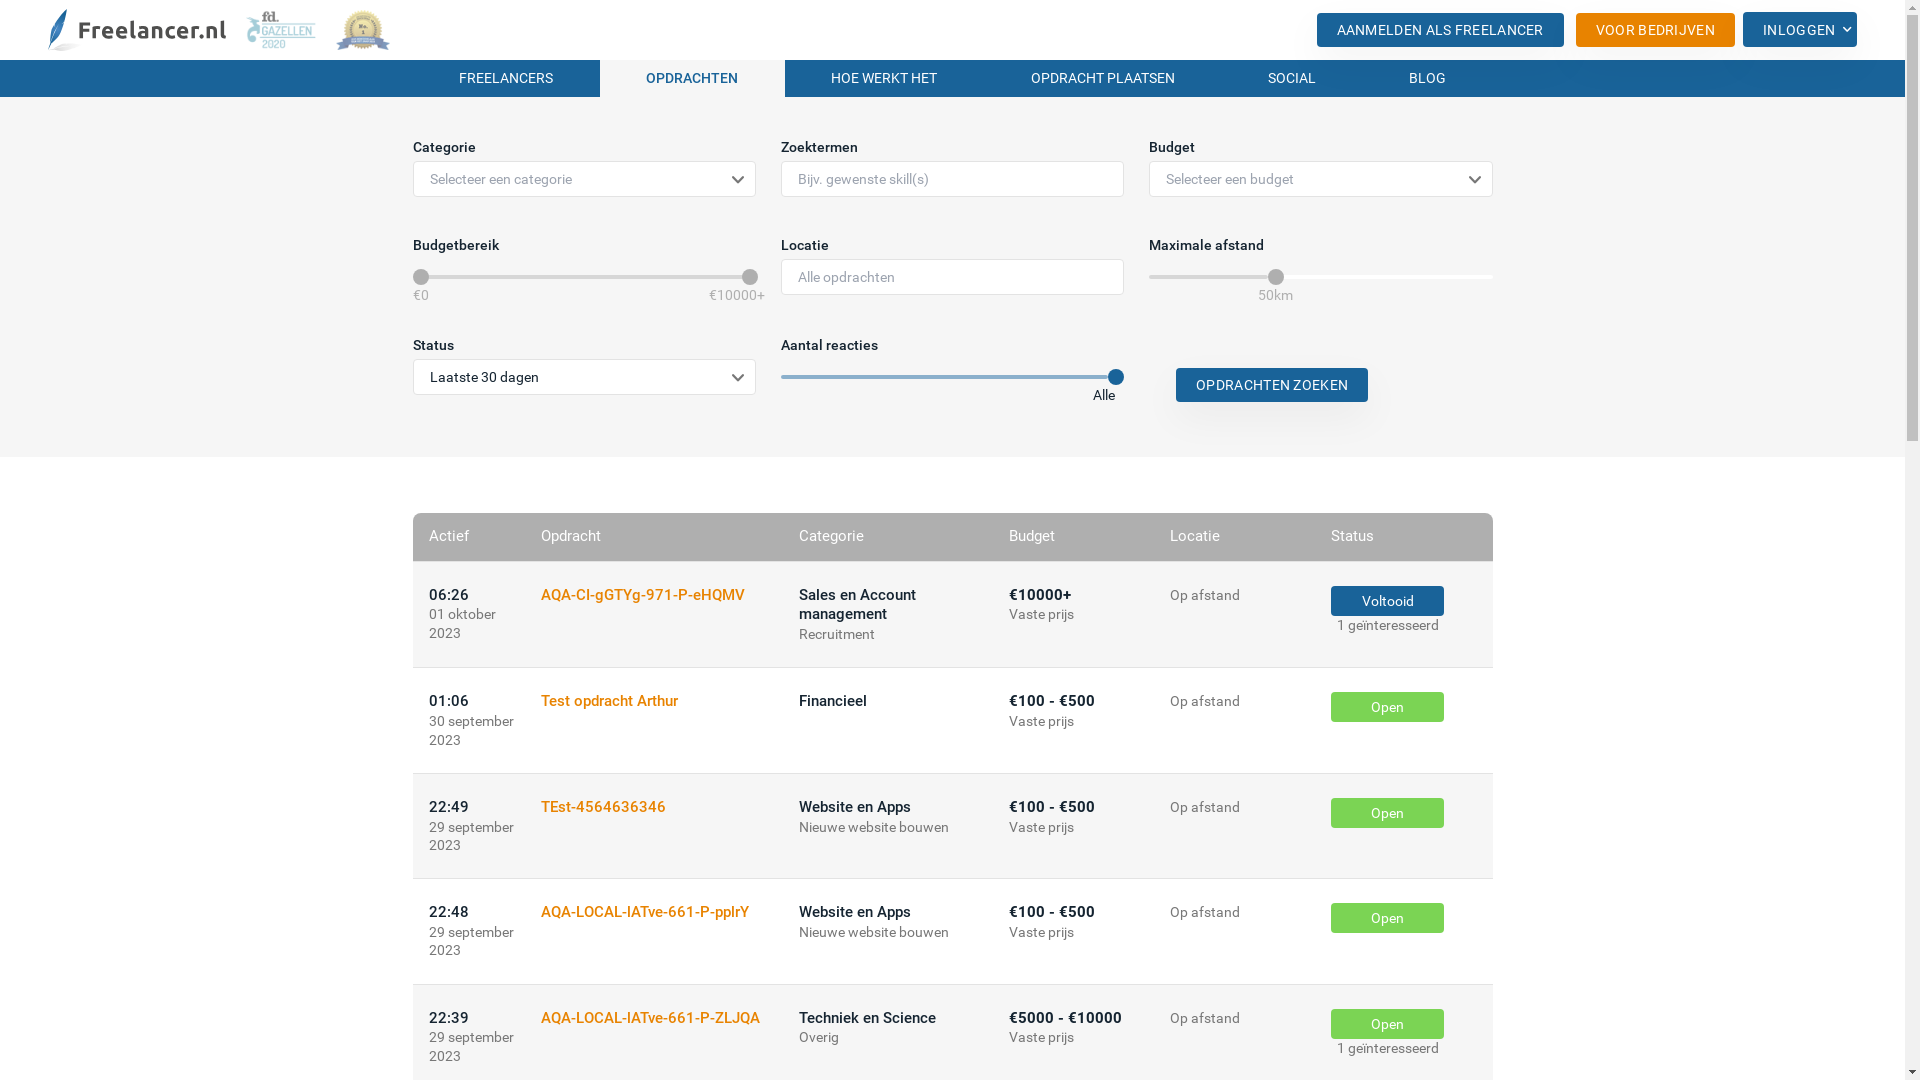 Freelancer.nl
fd.
GAZELLEN
2020
AANMELDEN ALS FREELANCER
VOOR BEDRIJVEN
INLOGGEN
FREELANCERS
OPDRACHTEN
HOE WERKT HET
OPDRACHT PLAATSEN
SOCIAL
BLOG
Categorie
Zoektermen
Budget
Selecteer een categorie
Bijv. gewenste skill(s)
Selecteer een budget
Budgetbereik
Locatie
Maximale afstand
Alle opdrachten
€0
€10000+
50km
Status
Aantal reacties
Laatste 30 dagen
Alle
OPDRACHTEN ZOEKEN
Actief
Opdracht
Categorie
Budget
Locatie
Status
06:26
01 oktober
2023
AQA-CI-gGTYg-971-P-eHQMV
Sales en Account
management
Recruitment
€10000+
Vaste prijs
Op afstand
Voltooid
1 geïnteresseerd
01:06
30 september
2023
Test opdracht Arthur
Financieel
€100 - €500
Vaste prijs
Op afstand
Open
22:49
29 september
2023
TEst-4564636346
Website en Apps
Nieuwe website bouwen
€100 - €500
Vaste prijs
Op afstand
Open
22:48
29 september
2023
AQA-LOCAL-lATve-661-P-pplrY
Website en Apps
Nieuwe website bouwen
€100 - €500
Vaste prijs
Op afstand
Open
22:39
29 september
2023
AQA-LOCAL-lATve-661-P-ZLJQA
Techniek en Science
Overig
€5000 - €10000
Vaste prijs
Op afstand
Open
1 geïnteresseerd